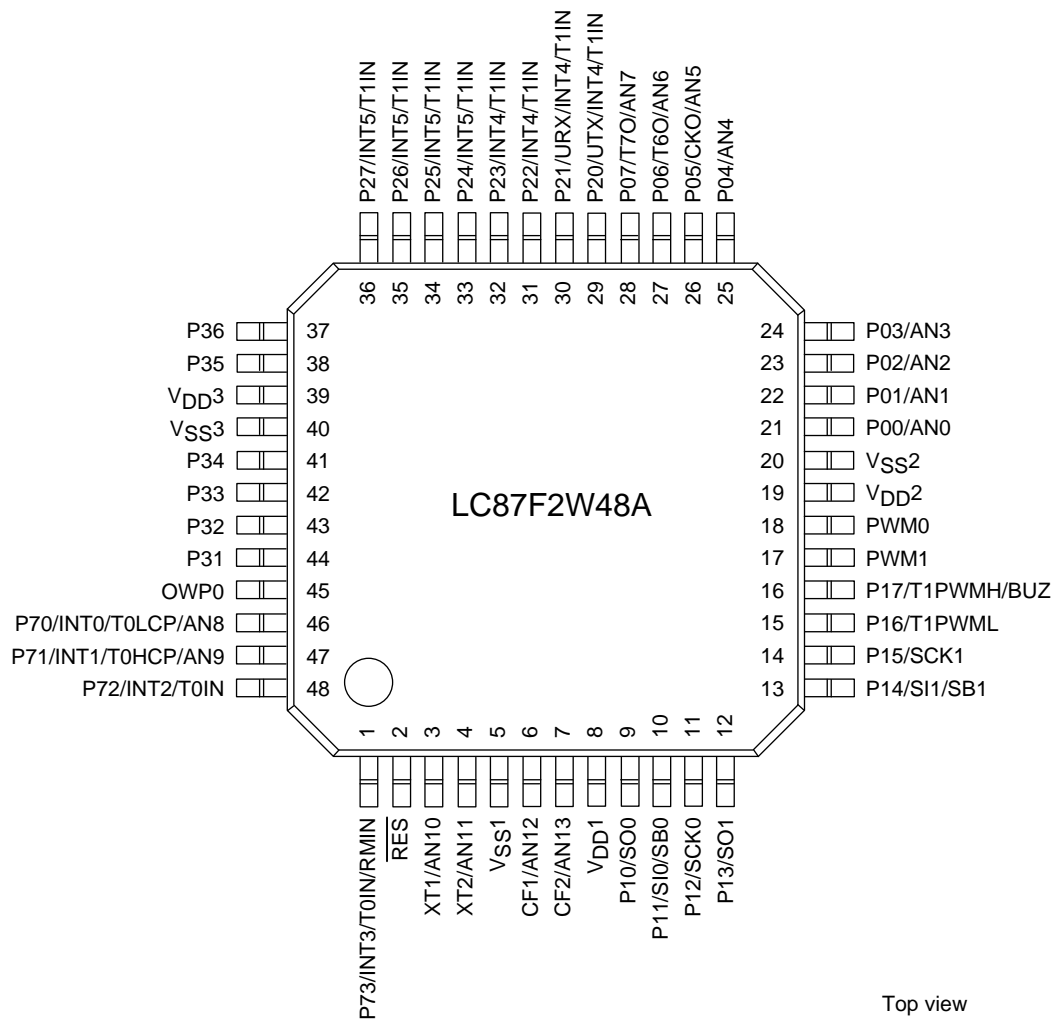 P27/INT5/T1IN
P26/INT5/T1IN
P25/INT5/T1IN
P24/INT5/T1IN
P23/INT4/T1IN
P22/INT4/T1IN
P21/URX/INT4/T1IN
P20/UTX/INT4/T1IN
P07/T7O/AN7
P06/T6O/AN6
P05/CKO/AN5
P04/AN4
36
35
34
33
32
31
30
29
28
27
26
25
P36 37
P35 38
VDD3 39
VSS3 40
P34 41
P33 42
P32 43
P31 44
OWP0 45
P70/INT0/T0LCP/AN8 46
P71/INT1/T0HCP/AN9 47
P72/INT2/T0IN 48
LC87F2W48A
24 P03/AN3
23 P02/AN2
22 P01/AN1
21 P00/AN0
20 VSS2
19 VDD2
18 PWM0
17 PWM1
16 P17/T1PWMH/BUZ
15 P16/T1PWML
14 P15/SCK1
13 P14/SI1/SB1
1
2
3
4
5
6
7
8
9
10
11
12
P73/INT3/T0IN/RMIN
RES
XT1/AN10
XT2/AN11
VSS1
CF1/AN12
CF2/AN13
VDD1
P10/SO0
P11/SI0/SB0
P12/SCK0
P13/SO1
Top view